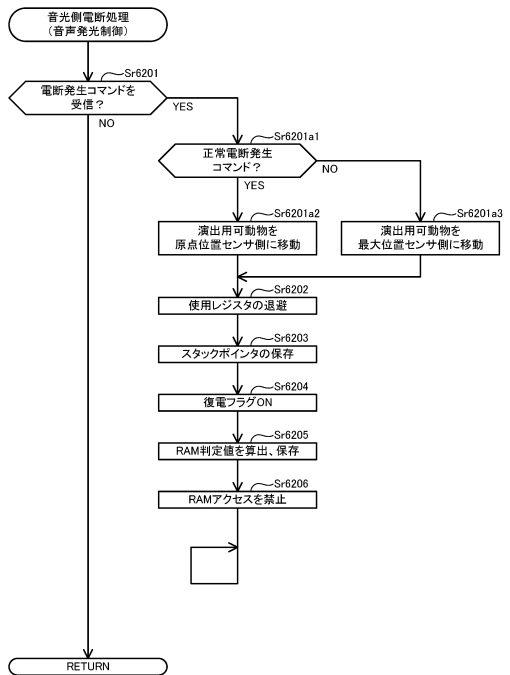 音光側電断処理
（音声発光制御）
Sr6201
電断発生コマンドを
受信？
YES
NO
Sr6201a1
正常電断発生
コマンド？
NO
YES
Sr6201a2
演出用可動物を
原点位置センサ側に移動
Sr6201a3
演出用可動物を
最大位置センサ側に移動
Sr6202
使用レジスタの退避
Sr6203
スタックポインタの保存
Sr6204
復電フラグON
Sr6205
RAM判定値を算出、保存
Sr6206
RAMアクセスを禁止
RETURN